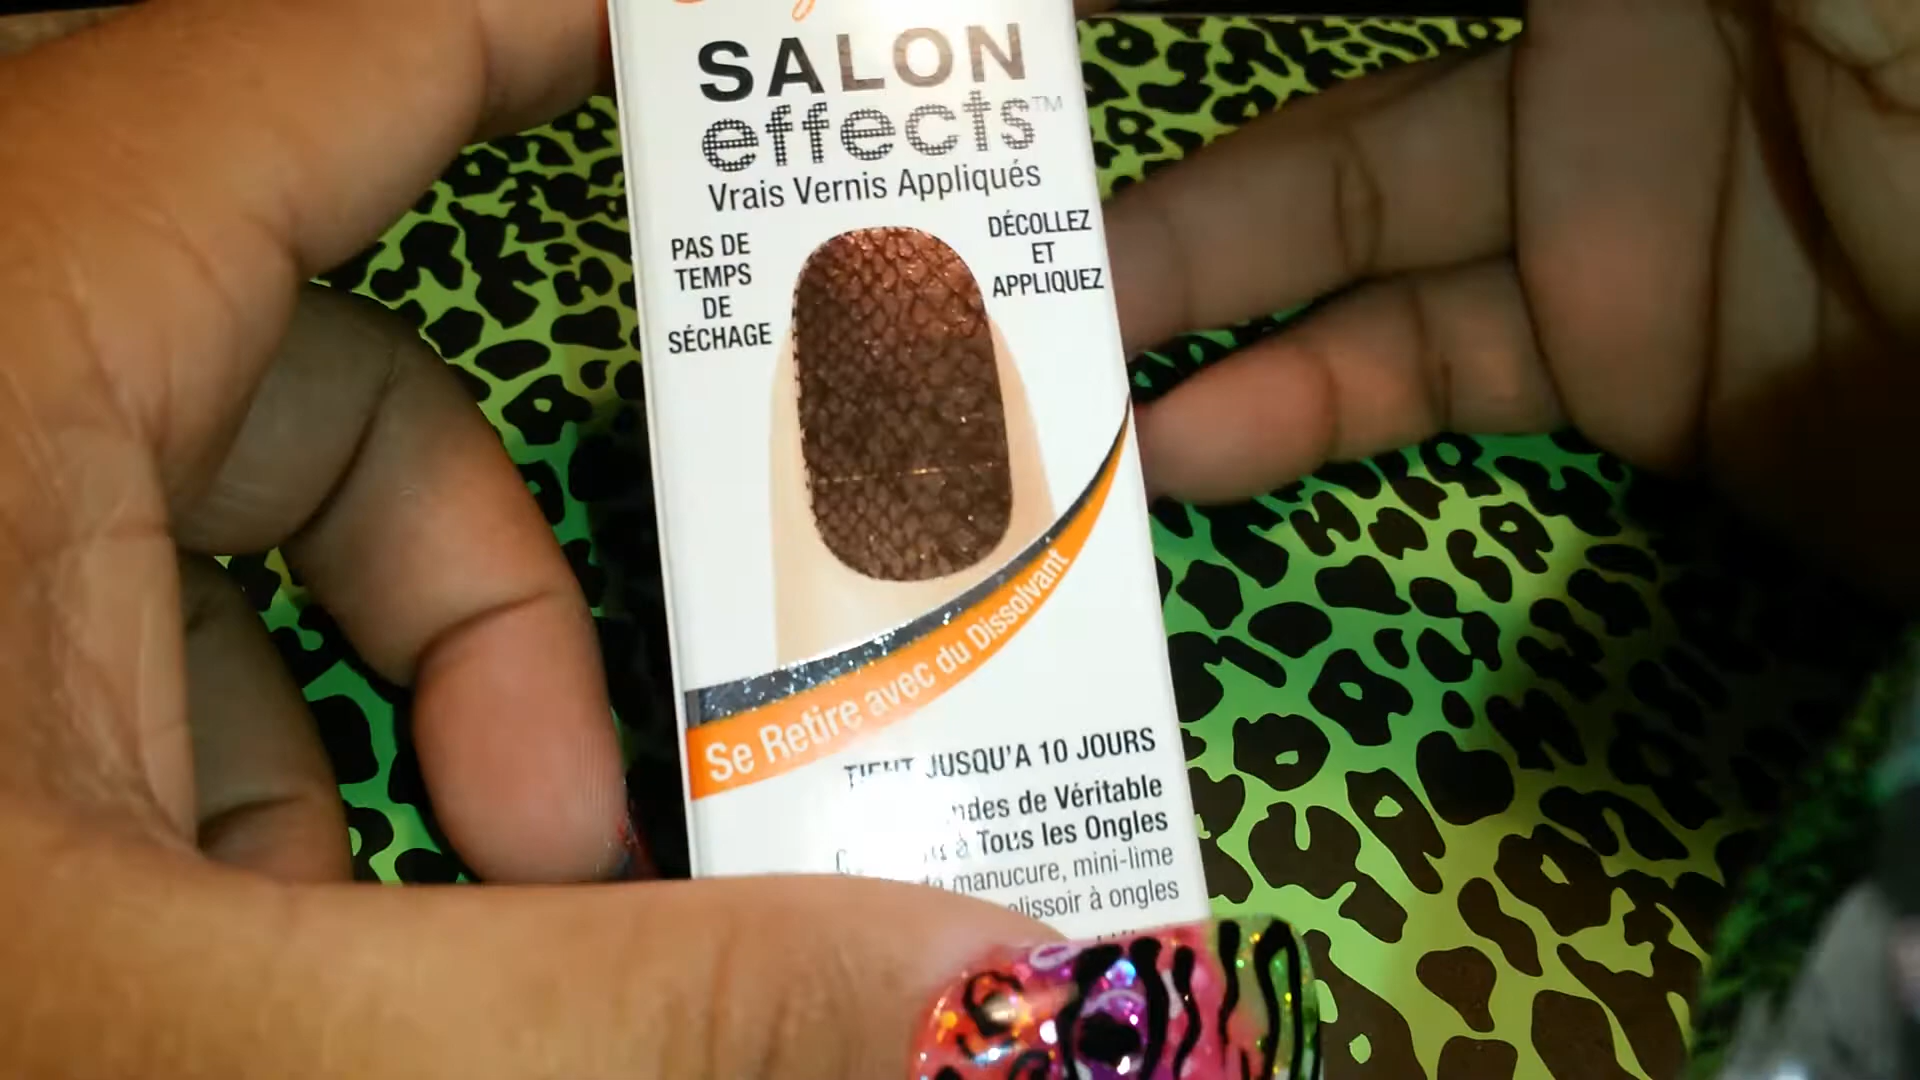 SALON
effects™
Vrais Vernis Appliqués
PAS DE
TEMPS
DE
SÉCHAGE
DÉCOLLEZ
ET
APPLIQUEZ
Se Retire avec du Dissolvant
TIENT JUSQU'A 10 JOURS
de Véritable
à Tous les Ongles
manucure, mini-lime
à ongles